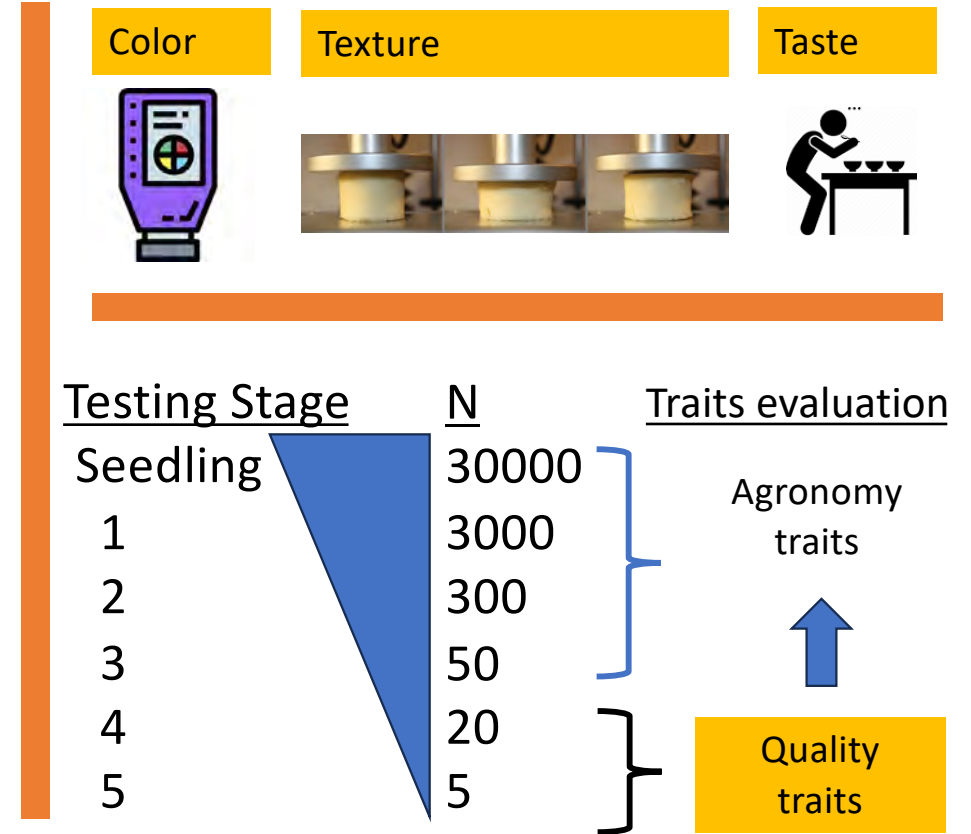 Color
Texture
Taste
Testing Stage N Traits evaluation
Seedling 30000
1 3000
2 300
3 50
4 20
5 5
Agronomy
traits
Quality
traits